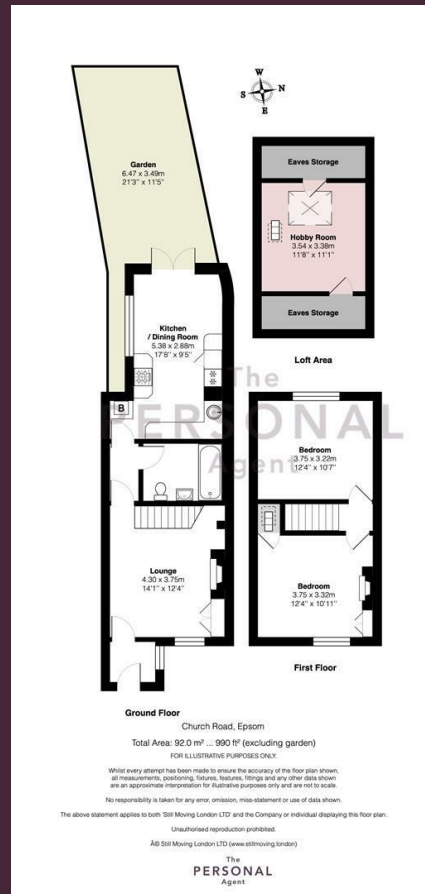 W
S N
E
Garden
6.47 x 3.49m
21'3'' x 11'5''
Eaves Storage
Hobby Room
3.54 x 3.38m
11'8'' x 11'1''
Eaves Storage
Loft Area
Kitchen
/ Dining Room
5.38 x 2.88m
17'8'' x 9'5''
B
The
PERSONAL
Agent
Bedroom
3.75 x 3.22m
12'4'' x 10'7''
Lounge
4.30 x 3.75m
14'1'' x 12'4''
Bedroom
3.75 x 3.32m
12'4'' x 10'11''
First Floor
Ground Floor
Church Road, Epsom
Total Area: 92.0 m² ... 990 ft² (excluding garden)
FOR ILLUSTRATIVE PURPOSES ONLY.
Whilst every attempt has been made to ensure the accuracy of the floor plan shown,
all measurements, positioning, fixtures, features, fittings and any other data shown
are an approximate interpretation for illustrative purposes only and are not to scale.
No responsibility is taken for any error, omission, miss-statement or use of data shown.
The above statement applies to both 'Still Moving London LTD' and the Company or individual displaying this floor plan.
Unauthorised reproduction prohibited.
Â© Still Moving London LTD (www.stillmoving.london)
The
PERSONAL
Agent